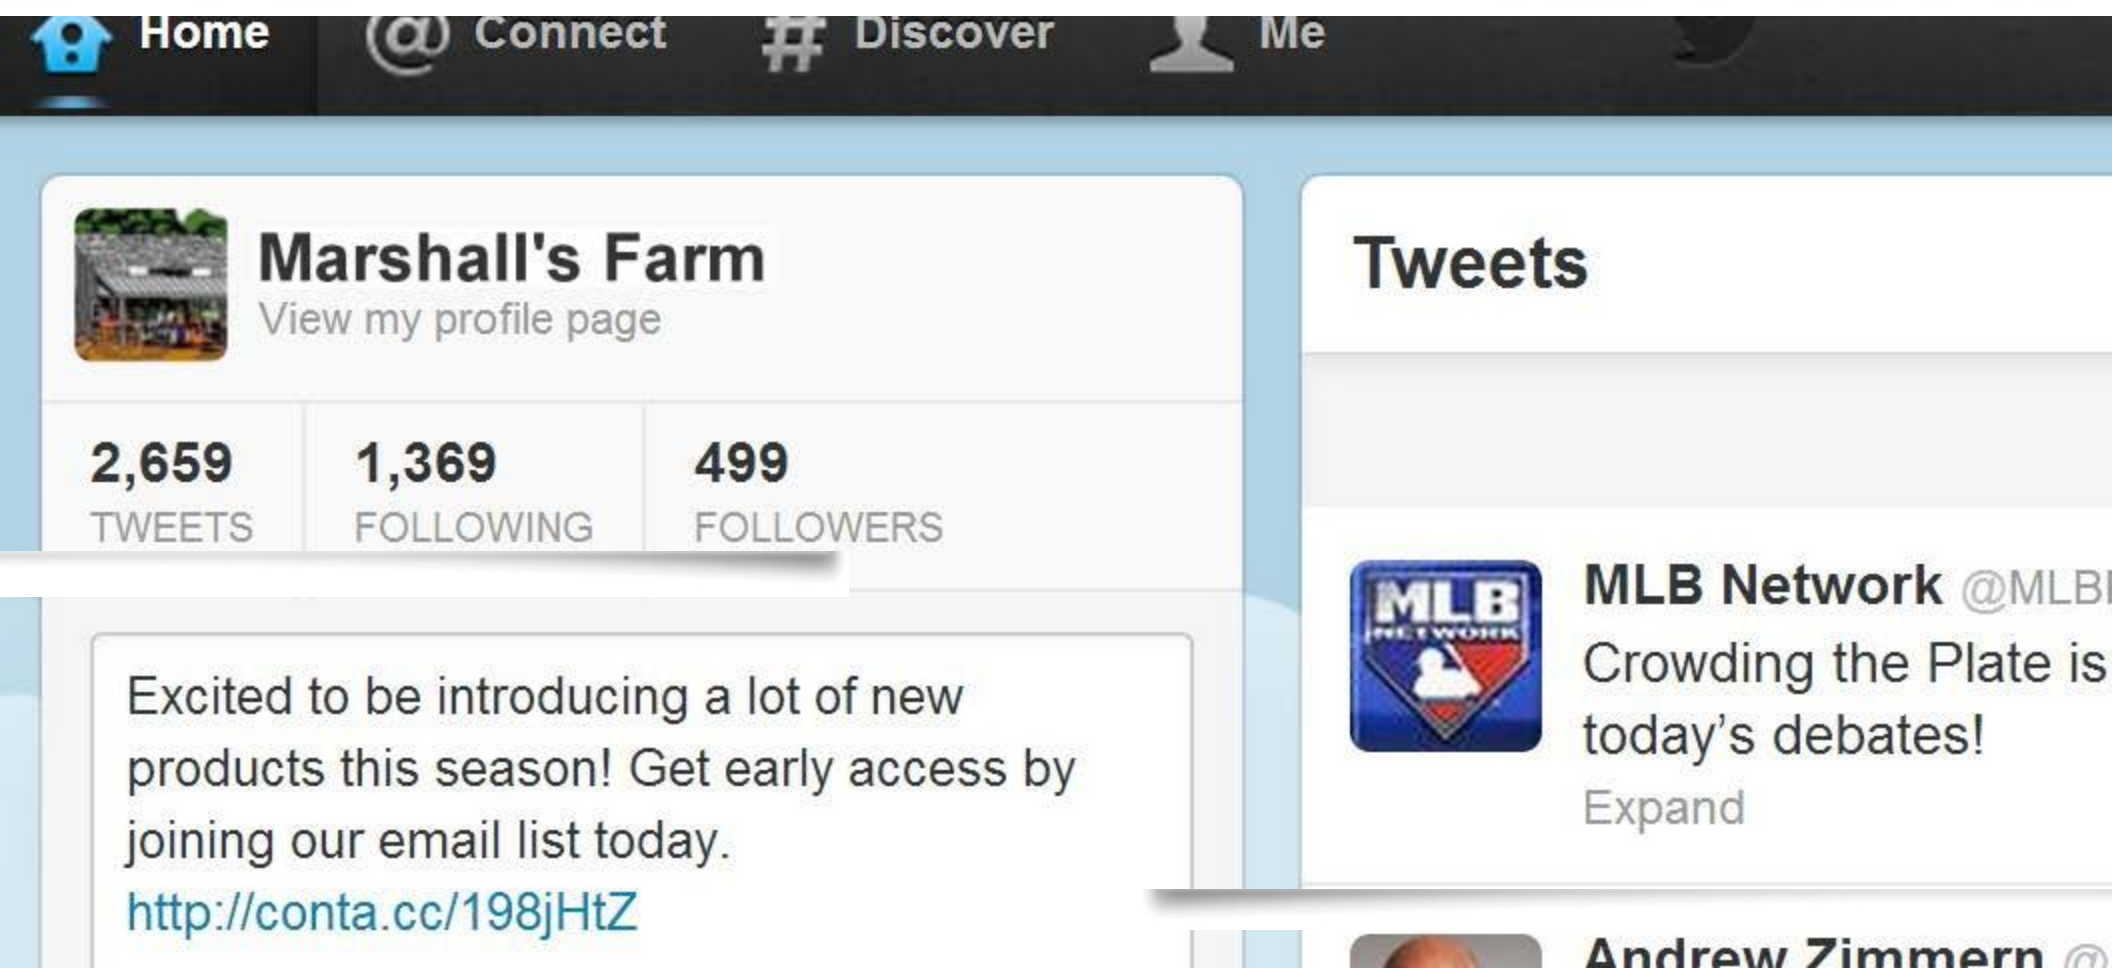 Home
@ Connect
# Discover
Me
Marshall's Farm
View my profile page
2,659
TWEETS
1,369
FOLLOWING
499
FOLLOWERS
Excited to be introducing a lot of new
products this season! Get early access by
joining our email list today.
http://conta.cc/198jHtZ
Tweets
MLB
NETWORK
MLB Network @MLB
Crowding the Plate is
today's debates!
Expand
Andrew Zimmern @